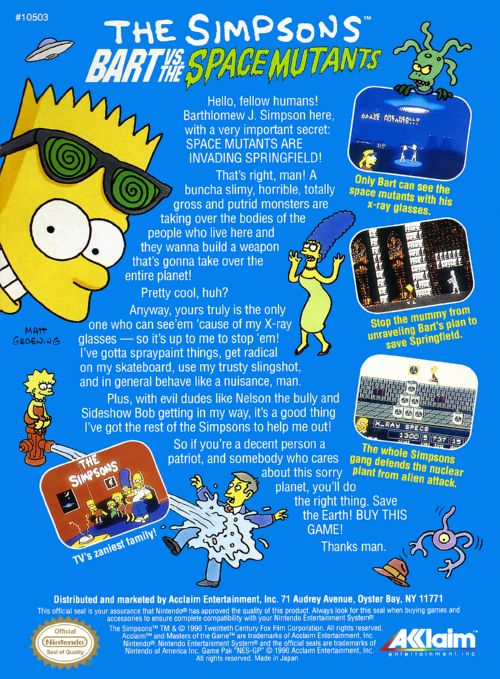 #10503
THE SIMPSONS™
BART VS. THE SPACE MUTANTS
Hello, fellow humans!
Barthlomew J. Simpson here,
with a very important secret:
SPACE MUTANTS ARE
INVADING SPRINGFIELD!
That's right, man! A
buncha slimy, horrible, totally
gross and putrid monsters are
taking over the bodies of the
people who live here and
they wanna build a weapon
that's gonna take over the
entire planet!
Pretty cool, huh?
Anyway, yours truly is the only
one who can see'em 'cause of my X-ray
glasses — so it's up to me to stop 'em!
I've gotta spraypaint things, get radical
on my skateboard, use my trusty slingshot,
and in general behave like a nuisance, man.
Plus, with evil dudes like Nelson the bully and
Sideshow Bob getting in my way, it's a good thing
I've got the rest of the Simpsons to help me out!
So if you're a decent person a
patriot, and somebody who cares
about this sorry
planet, you'll do
the right thing. Save
the Earth! BUY THIS
GAME!
Thanks man.
MATT
GROENING
Only Bart can see the
space mutants with his
x-ray glasses.
Stop the mummy from
unraveling Bart's plan to
save Springfield.
X-RAY SPECS
1300 5 737 15
The whole Simpsons
gang defends the nuclear
plant from alien attack.
THE
SIMPSONS
TV's zaniest family!
Distributed and marketed by Acclaim Entertainment, Inc. 71 Audrey Avenue, Oyster Bay, NY 11771
This official seal is your assurance that Nintendo® has approved the quality of this product. Always look for this seal when buying games and
accessories to ensure complete compatibility with your Nintendo Entertainment System®.
The Simpsons™ TM & © 1990 Twentieth Century Fox Film Corporation. All rights reserved.
Acclaim™ and Masters of the Game™ are trademarks of Acclaim Entertainment, Inc.
Nintendo®, Nintendo Entertainment System® and the official seals are trademarks of
Nintendo of America Inc. Game Pak "NES-GP" © 1990 Acclaim Entertainment, Inc.
All rights reserved. Made in Japan.
Official
Nintendo
Seal of Quality
AKlaim
entertainment, inc.